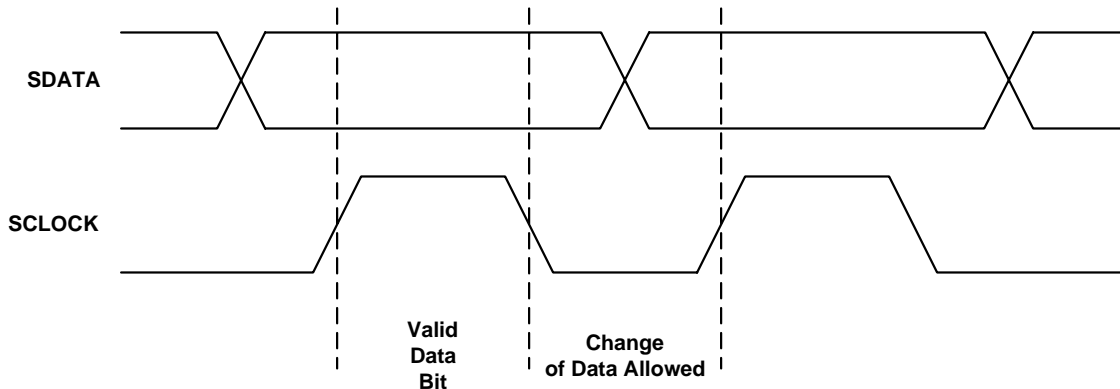 SDATA
SCLOCK
Valid
Data
Bit
Change
of Data Allowed